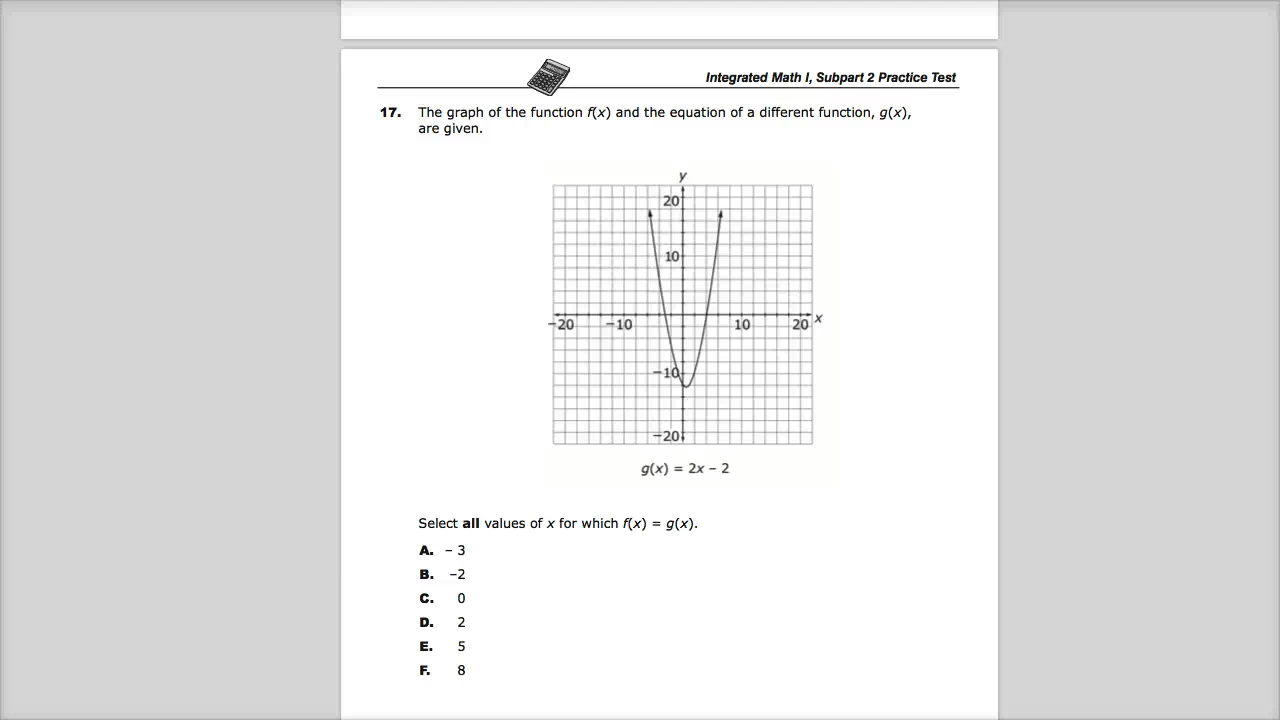 Integrated Math I, Subpart 2 Practice Test
17. The graph of the function f(x) and the equation of a different function, g(x),
are given.
y
20
10
−20 −10 10 20 x
−10
−20
g(x) = 2x – 2
Select all values of x for which f(x) = g(x).
A. – 3
B. –2
C. 0
D. 2
E. 5
F. 8